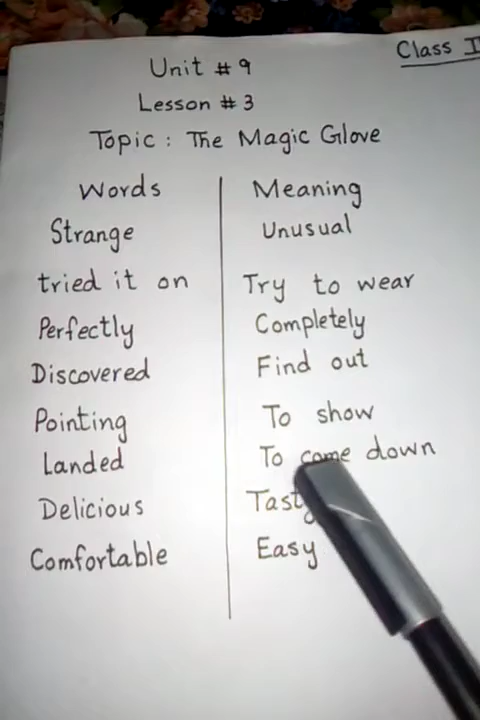 Class I
Unit # 9
Lesson # 3
Topic : The Magic Glove
Words Meaning
Strange Unusual
tried it on Try to wear
Perfectly Completely
Discovered Find out
Pointing To show
Landed To come down
Delicious Tasty
Comfortable Easy